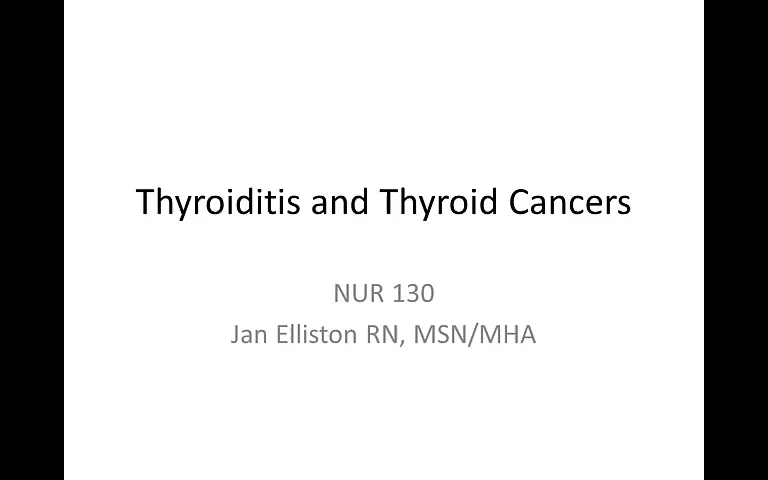 Thyroiditis and Thyroid Cancers
NUR 130
Jan Elliston RN, MSN/MHA